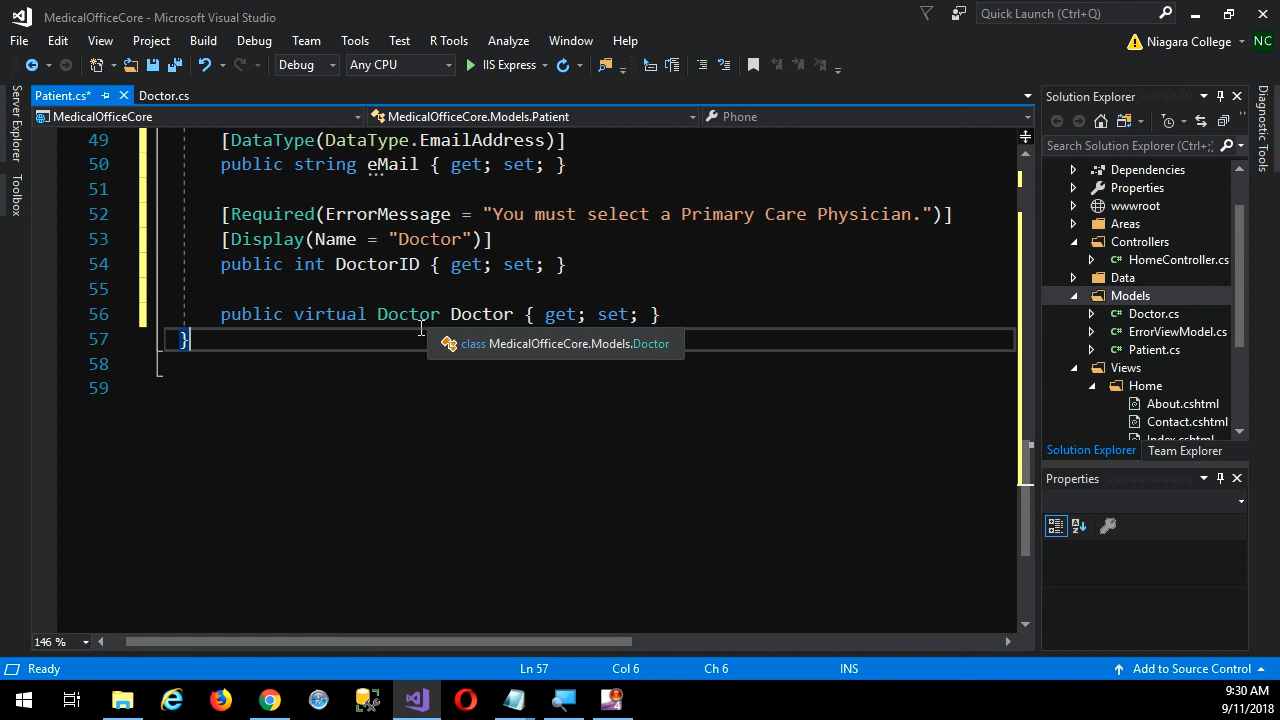 MedicalOfficeCore - Microsoft Visual Studio
Quick Launch (Ctrl+Q)
File Edit View Project Build Debug Team Tools Test R Tools Analyze Window Help
Niagara College NC
Debug Any CPU IIS Express
Server Explorer
Toolbox
Patient.cs* Doctor.cs
MedicalOfficeCore MedicalOfficeCore.Models.Patient Phone
49 [DataType(DataType.EmailAddress)]
50 public string eMail { get; set; }
51
52 [Required(ErrorMessage = "You must select a Primary Care Physician.")]
53 [Display(Name = "Doctor")]
54 public int DoctorID { get; set; }
55
56 public virtual Doctor Doctor { get; set; }
57 }
class MedicalOfficeCore.Models.Doctor
58
59
146 %
Solution Explorer
Search Solution Explorer (Ctrl+;)
Dependencies
Properties
wwwroot
Areas
Controllers
HomeController.cs
Data
Models
Doctor.cs
ErrorViewModel.cs
Patient.cs
Views
Home
About.cshtml
Contact.cshtml
Index.cshtml
Solution Explorer Team Explorer
Properties
Diagnostic Tools
Ready Ln 57 Col 6 Ch 6 INS Add to Source Control
9:30 AM
9/11/2018